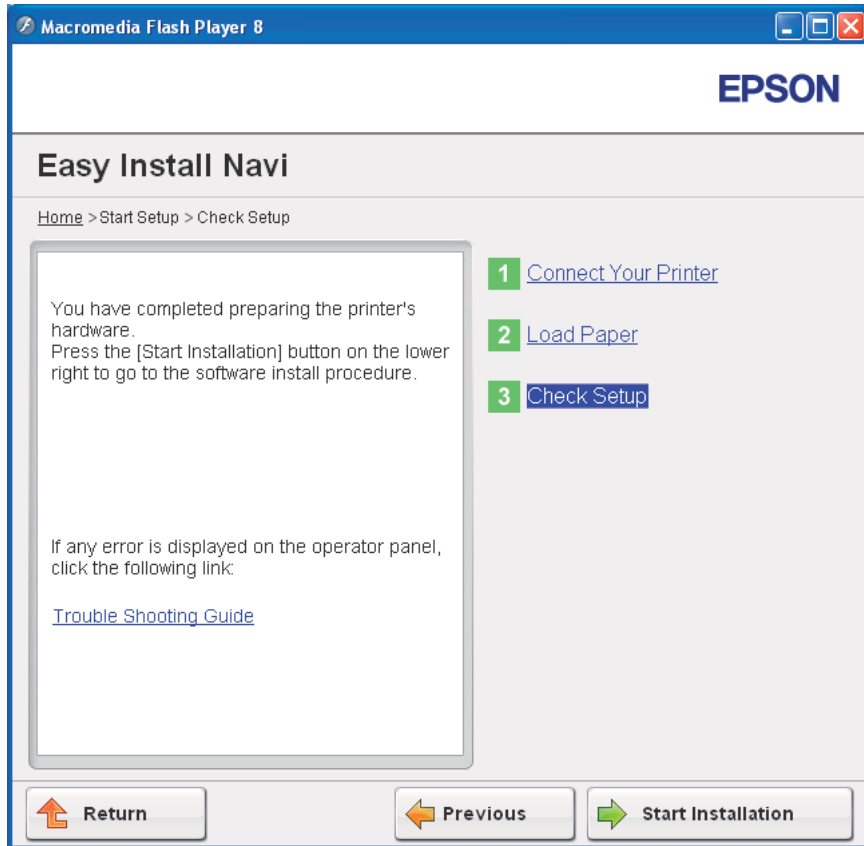 Macromedia Flash Player 8
EPSON
Easy Install Navi
Home > Start Setup > Check Setup
You have completed preparing the printer's
hardware.
Press the [Start Installation] button on the lower
right to go to the software install procedure.
If any error is displayed on the operator panel,
click the following link:
Trouble Shooting Guide
1 Connect Your Printer
2 Load Paper
3 Check Setup
Return
Previous
Start Installation